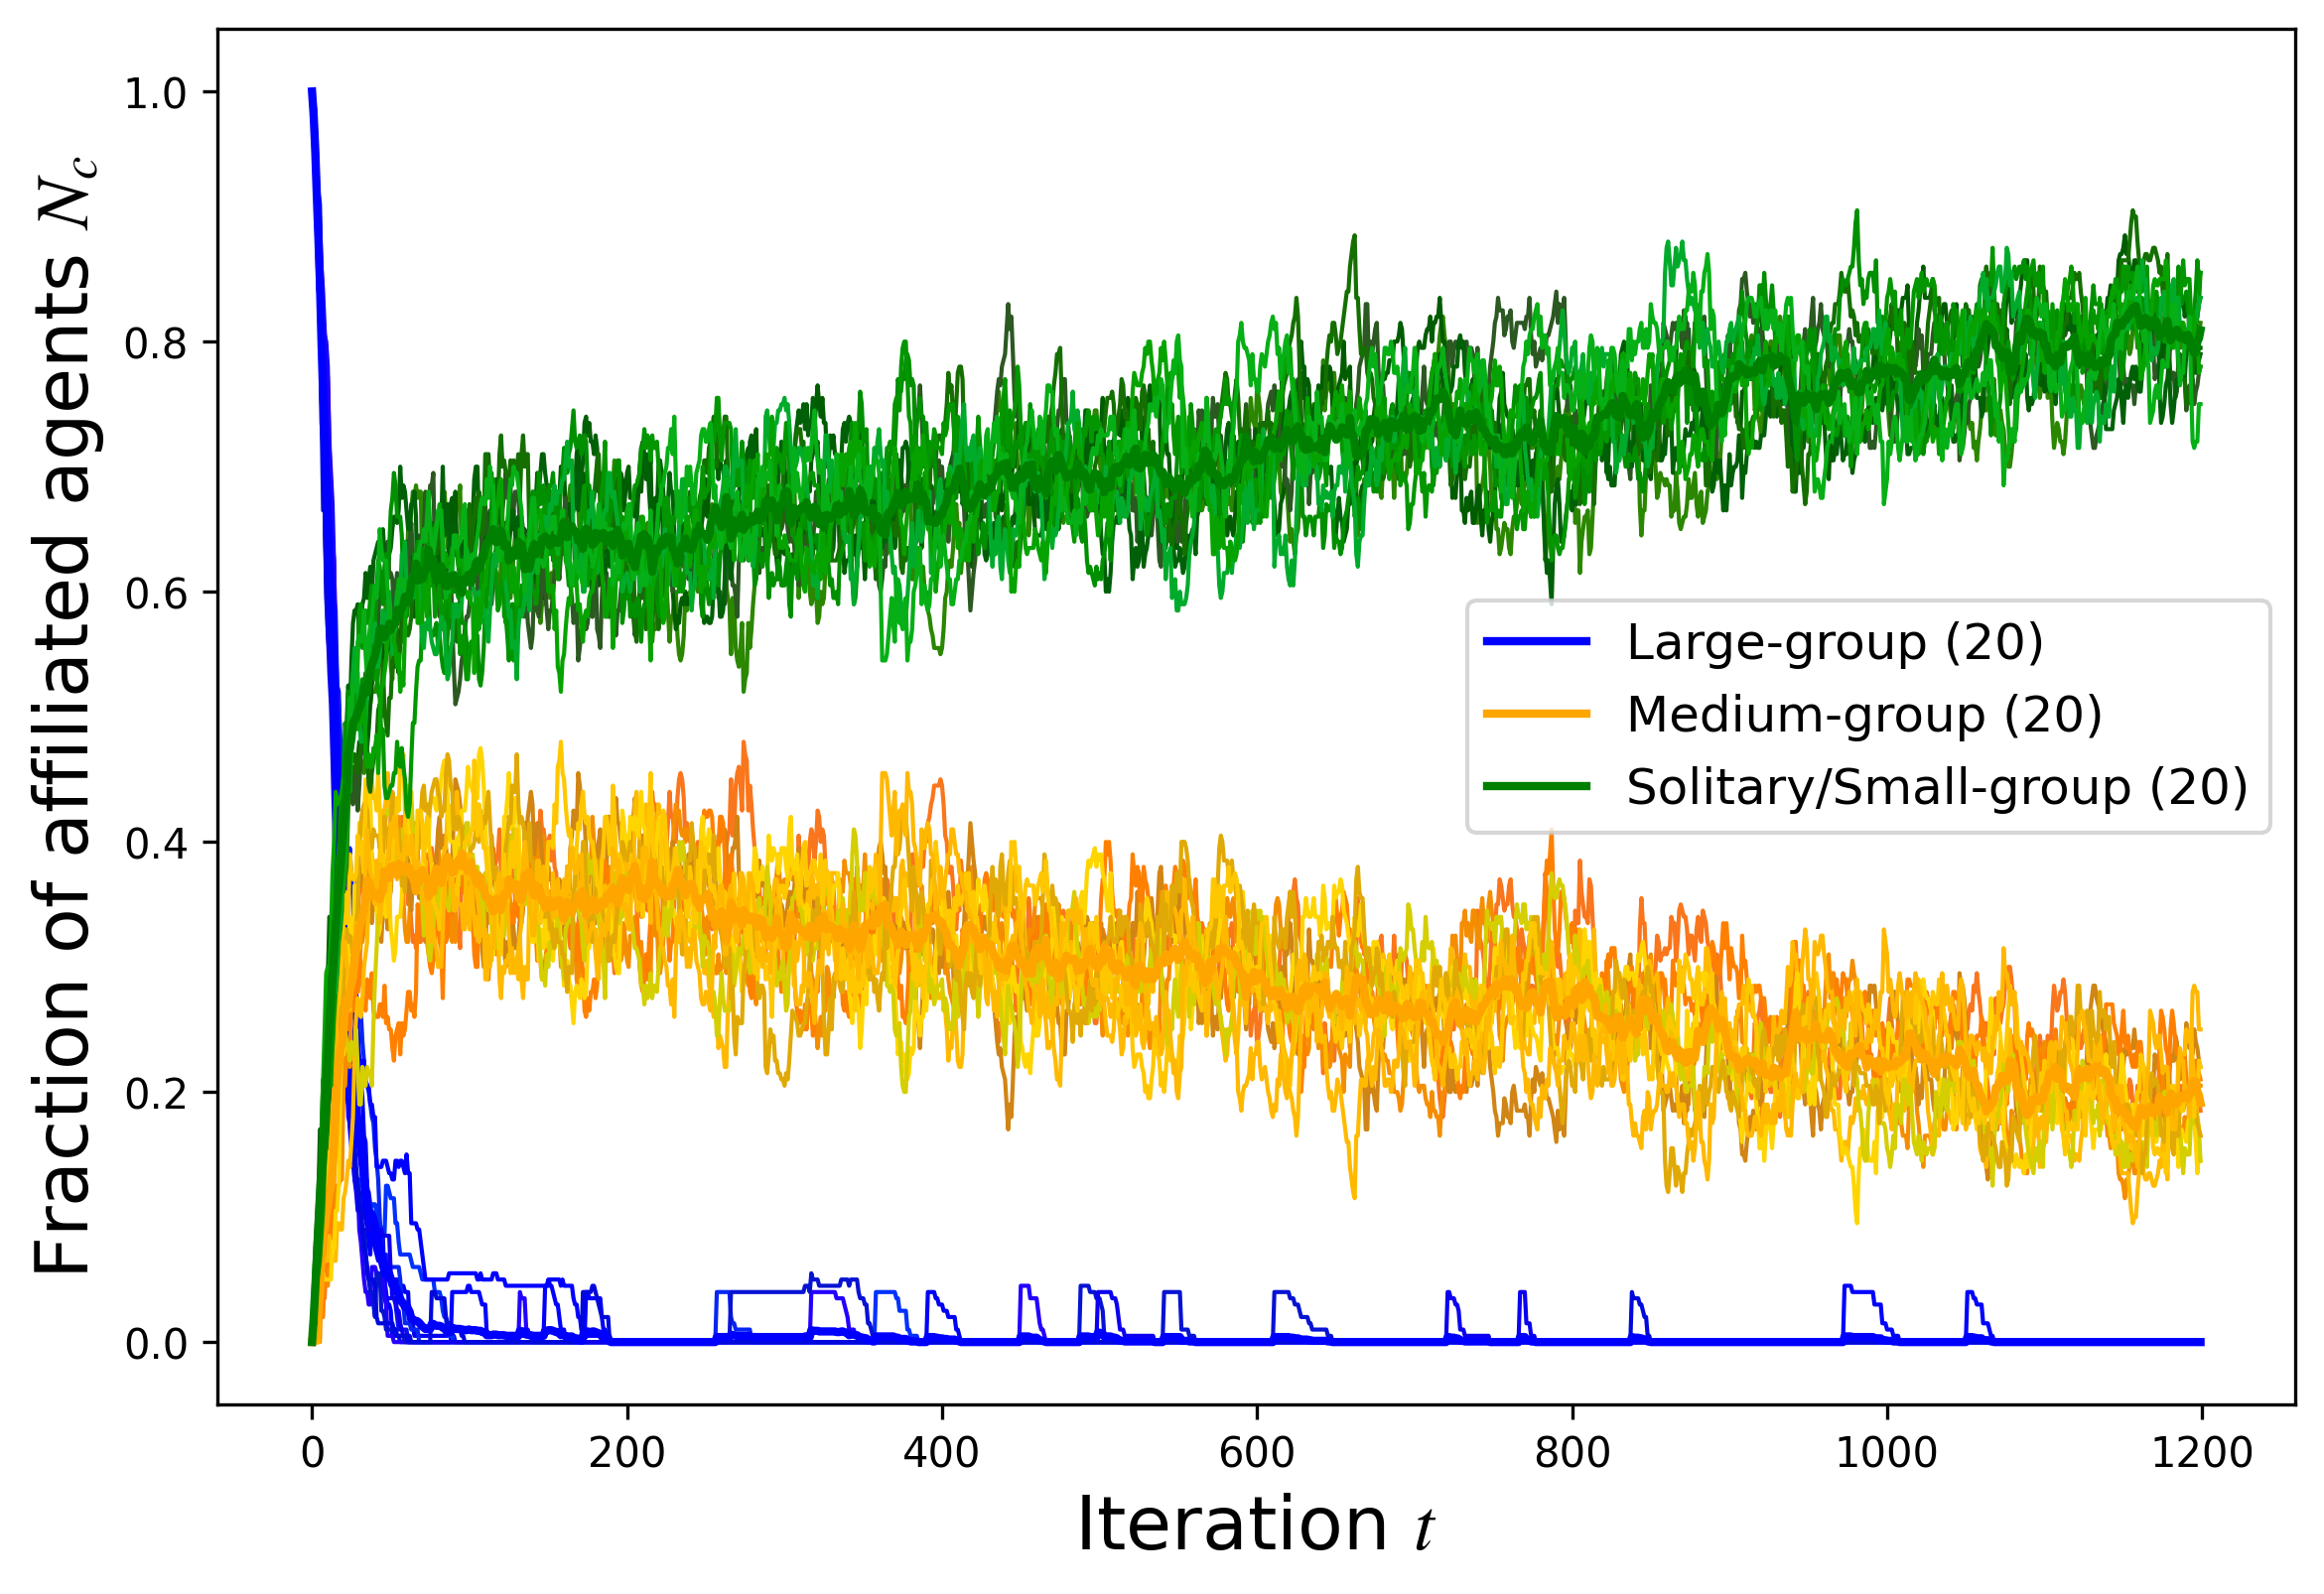 Fraction of affiliated agents N_c
1.0
0.8
0.6
0.4
0.2
0.0
Large-group (20)
Medium-group (20)
Solitary/Small-group (20)
0 200 400 600 800 1000 1200
Iteration t